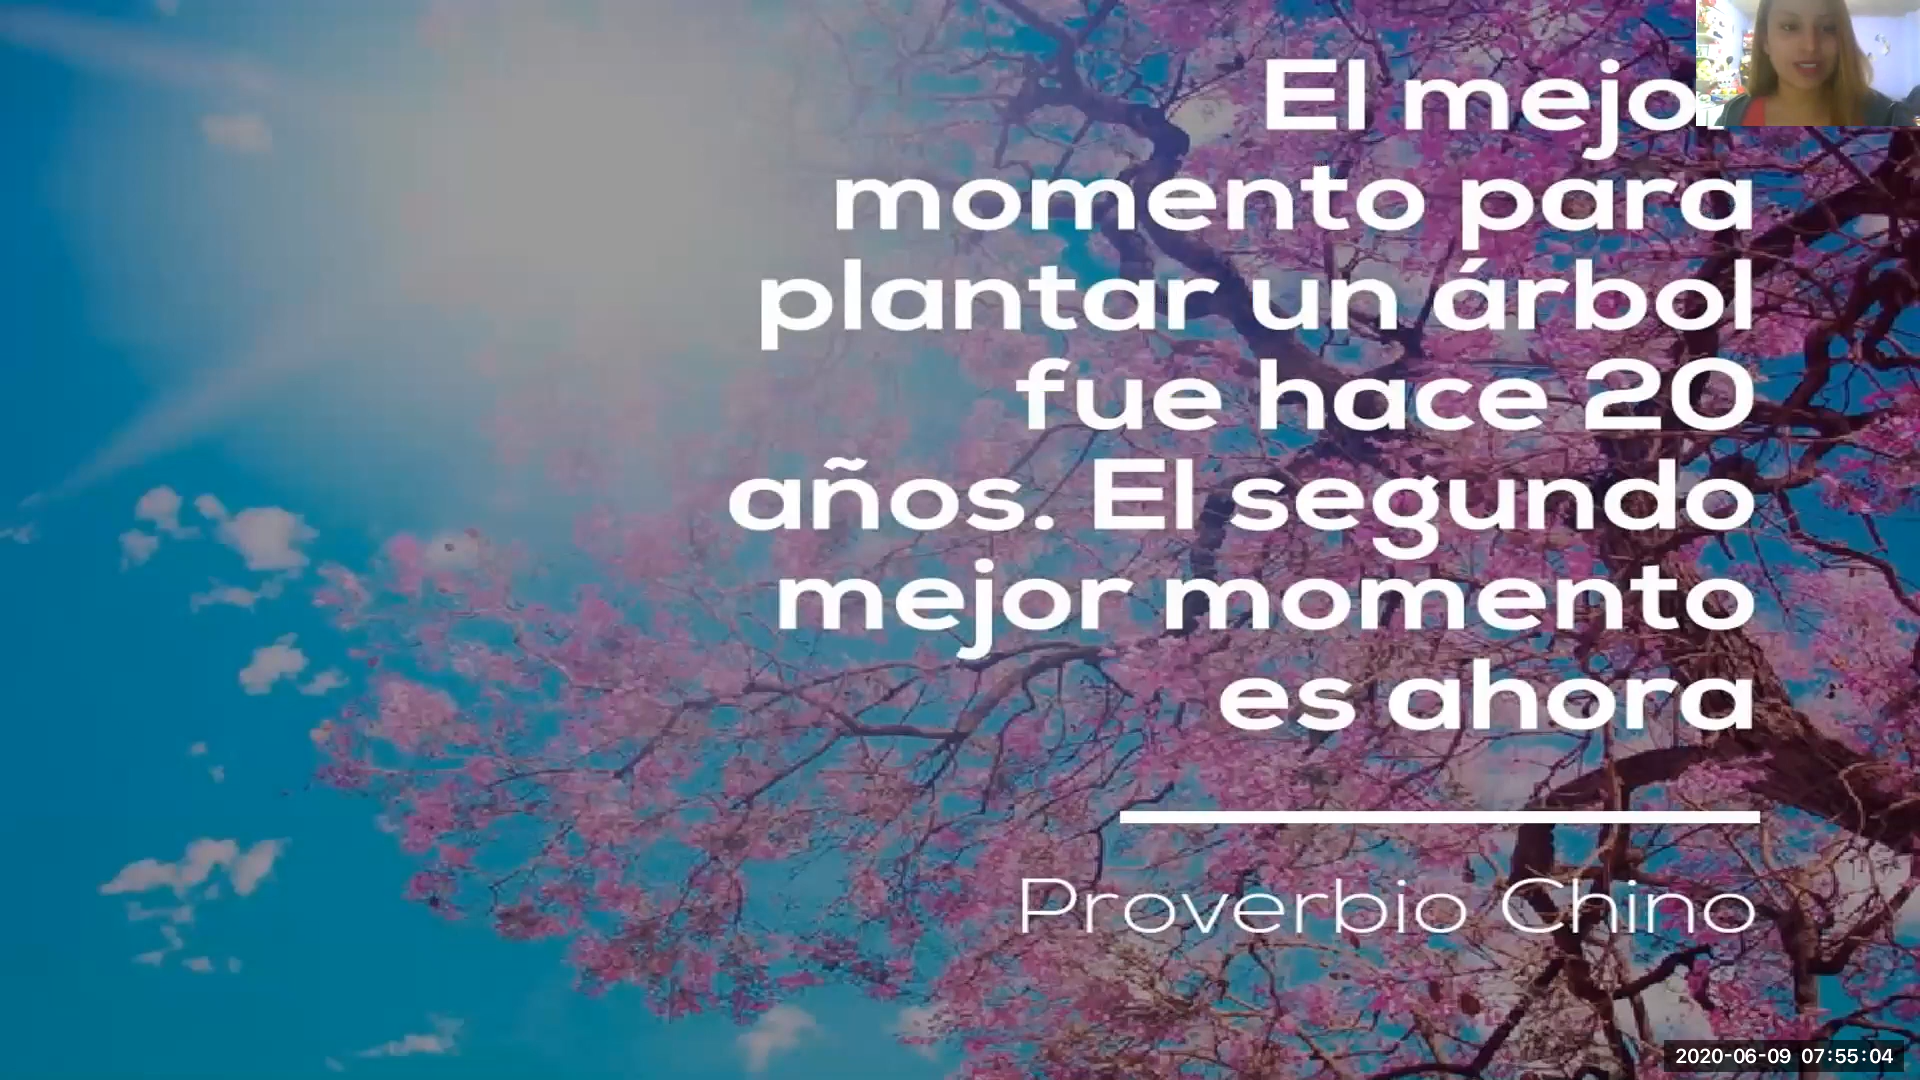 El mejor
momento para
plantar un árbol
fue hace 20
años. El segundo
mejor momento
es ahora
Proverbio Chino
2020-06-09 07:55:04